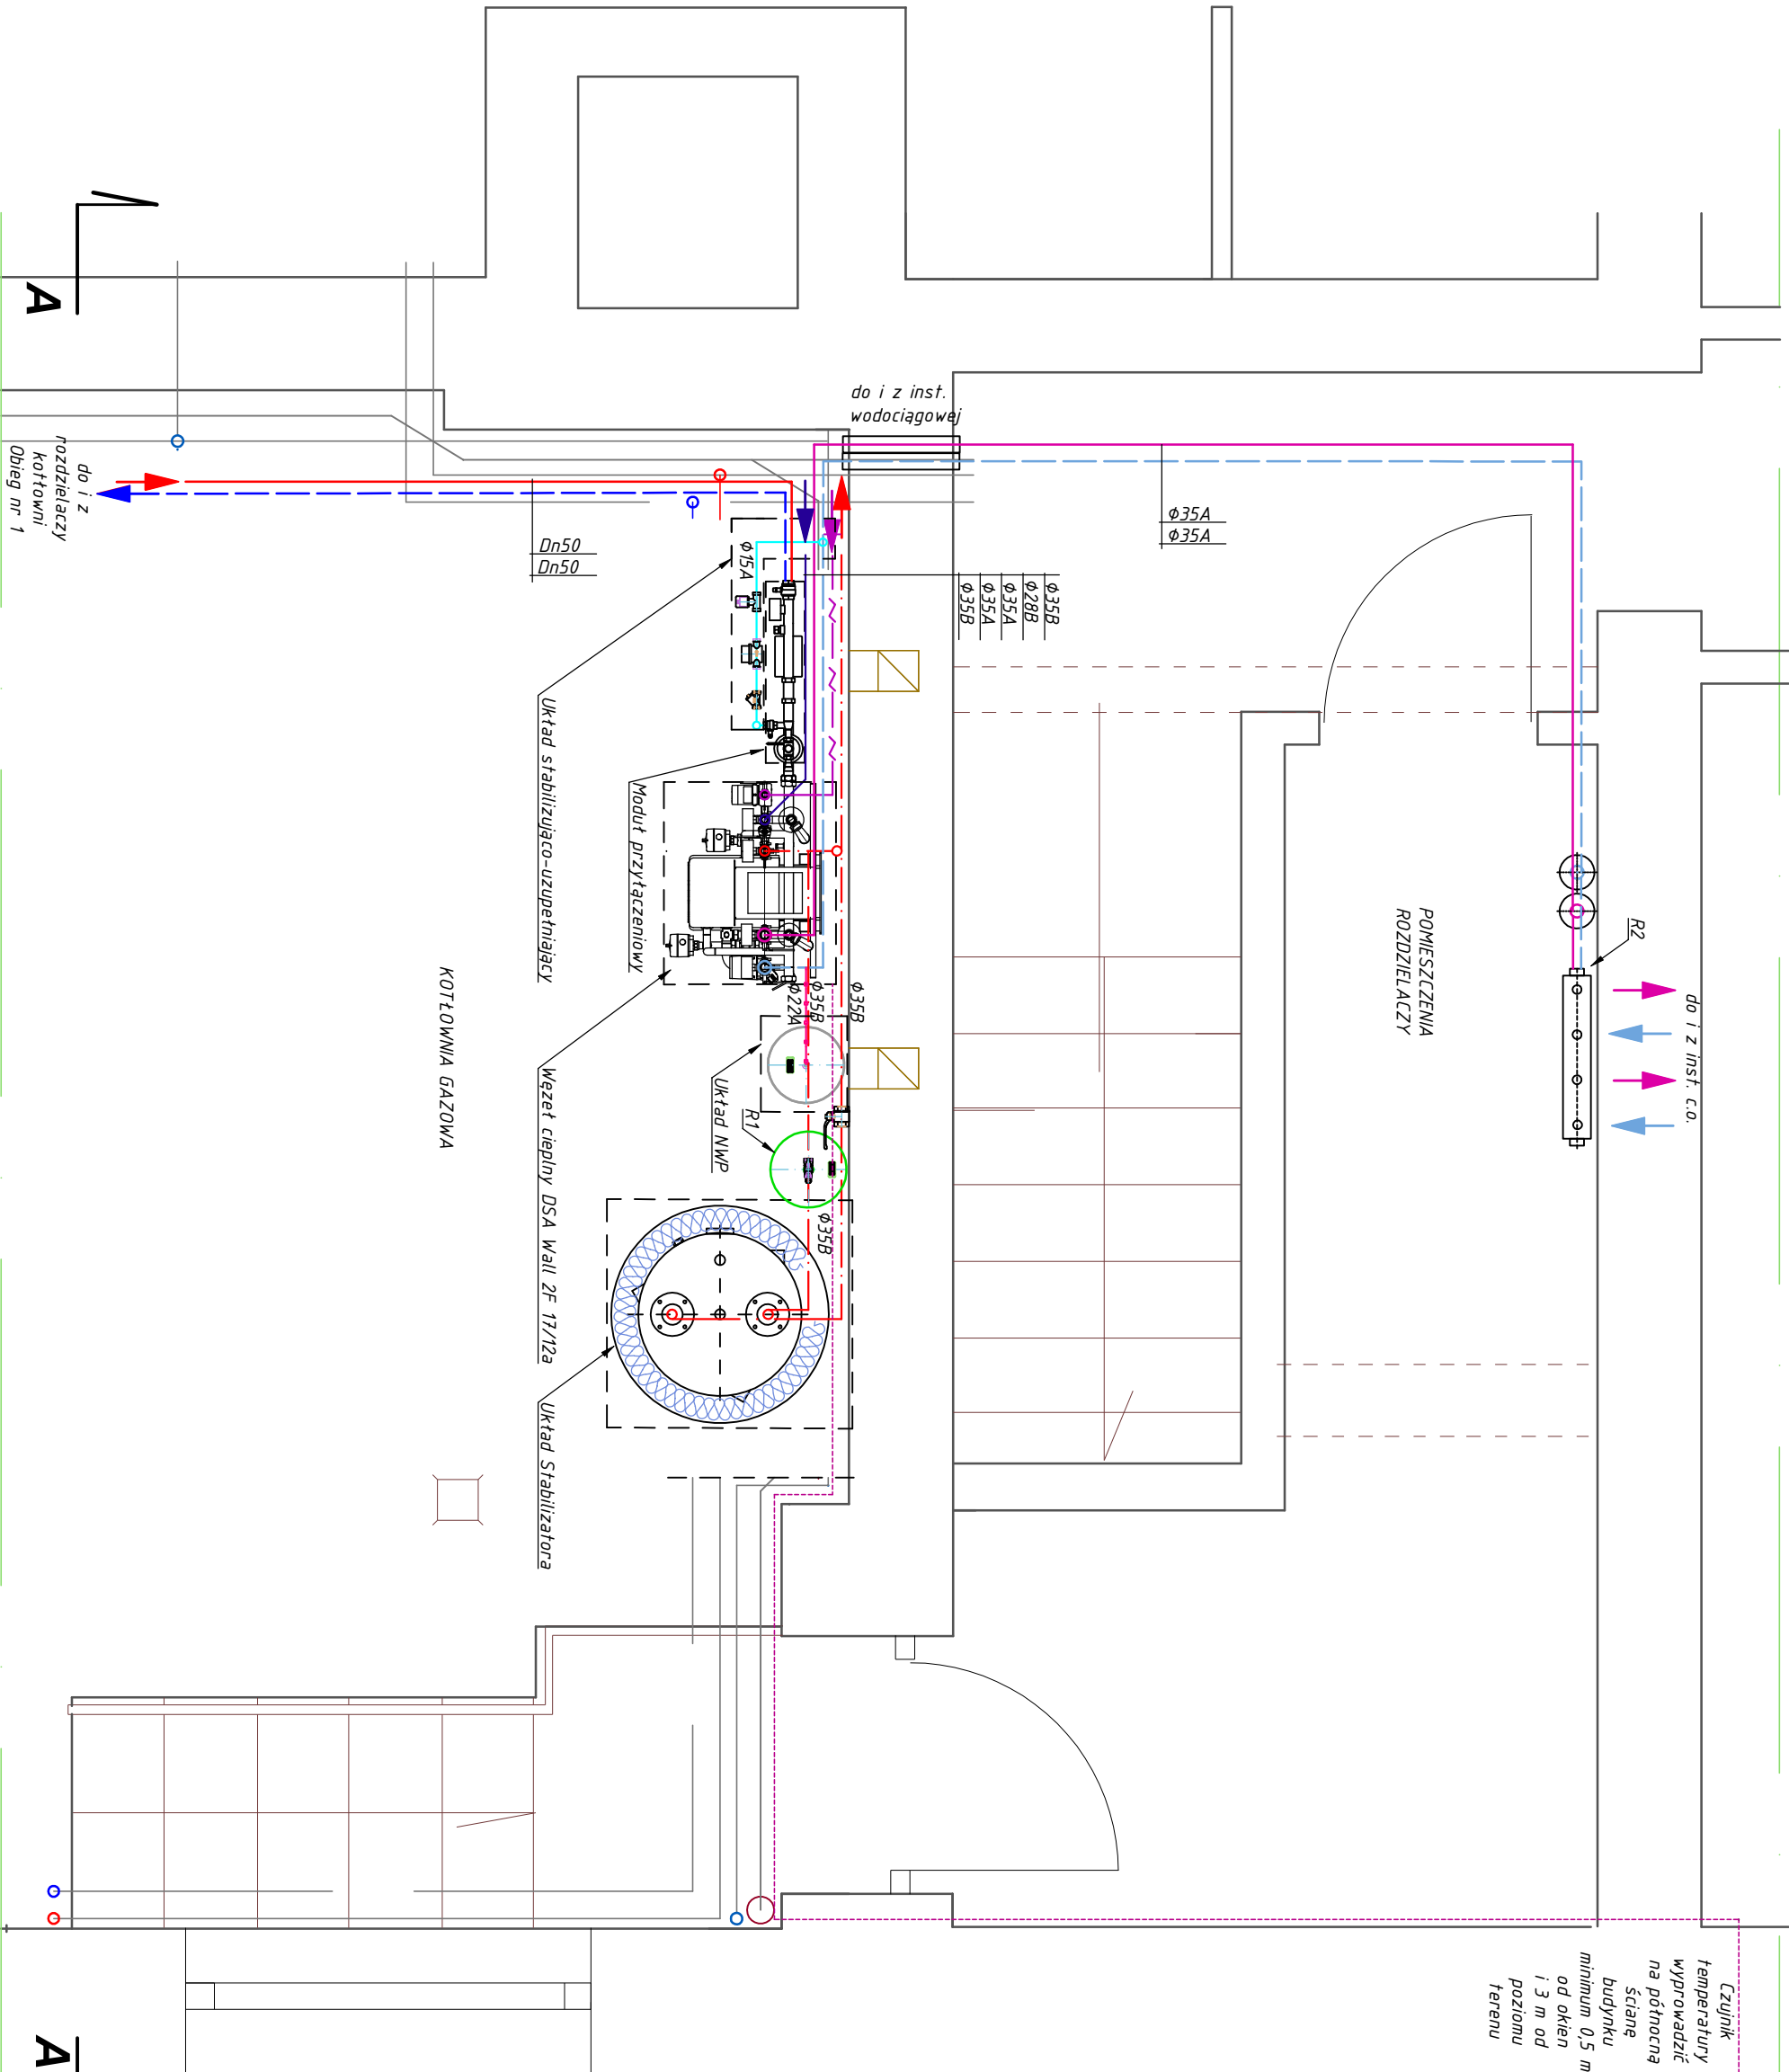 do i z inst.
wodociągowej
A
do i z
rozdzielaczy
kotłowni
Obieg nr 1
Dn50
Dn50
ϕ15A
ϕ35A
ϕ35A
ϕ35B
ϕ28B
ϕ35A
ϕ35A
ϕ35B
Układ stabilizująco-uzupełniający
Moduł przyłączeniowy
KOTŁOWNIA GAZOWA
Węzeł cieplny DSA Wall 2F 17/12a
Układ NWP
R1
ϕ35B
ϕ35B
ϕ22A
ϕ35B
Układ Stabilizatora
POMIESZCZENIA
ROZDZIELACZY
R2
do i z inst. c.o.
Czujnik
temperatury
wyprowadzić
na północną
ścianę
budynku
minimum 0,5 m
od okien
i 3 m od
poziomu
terenu
A